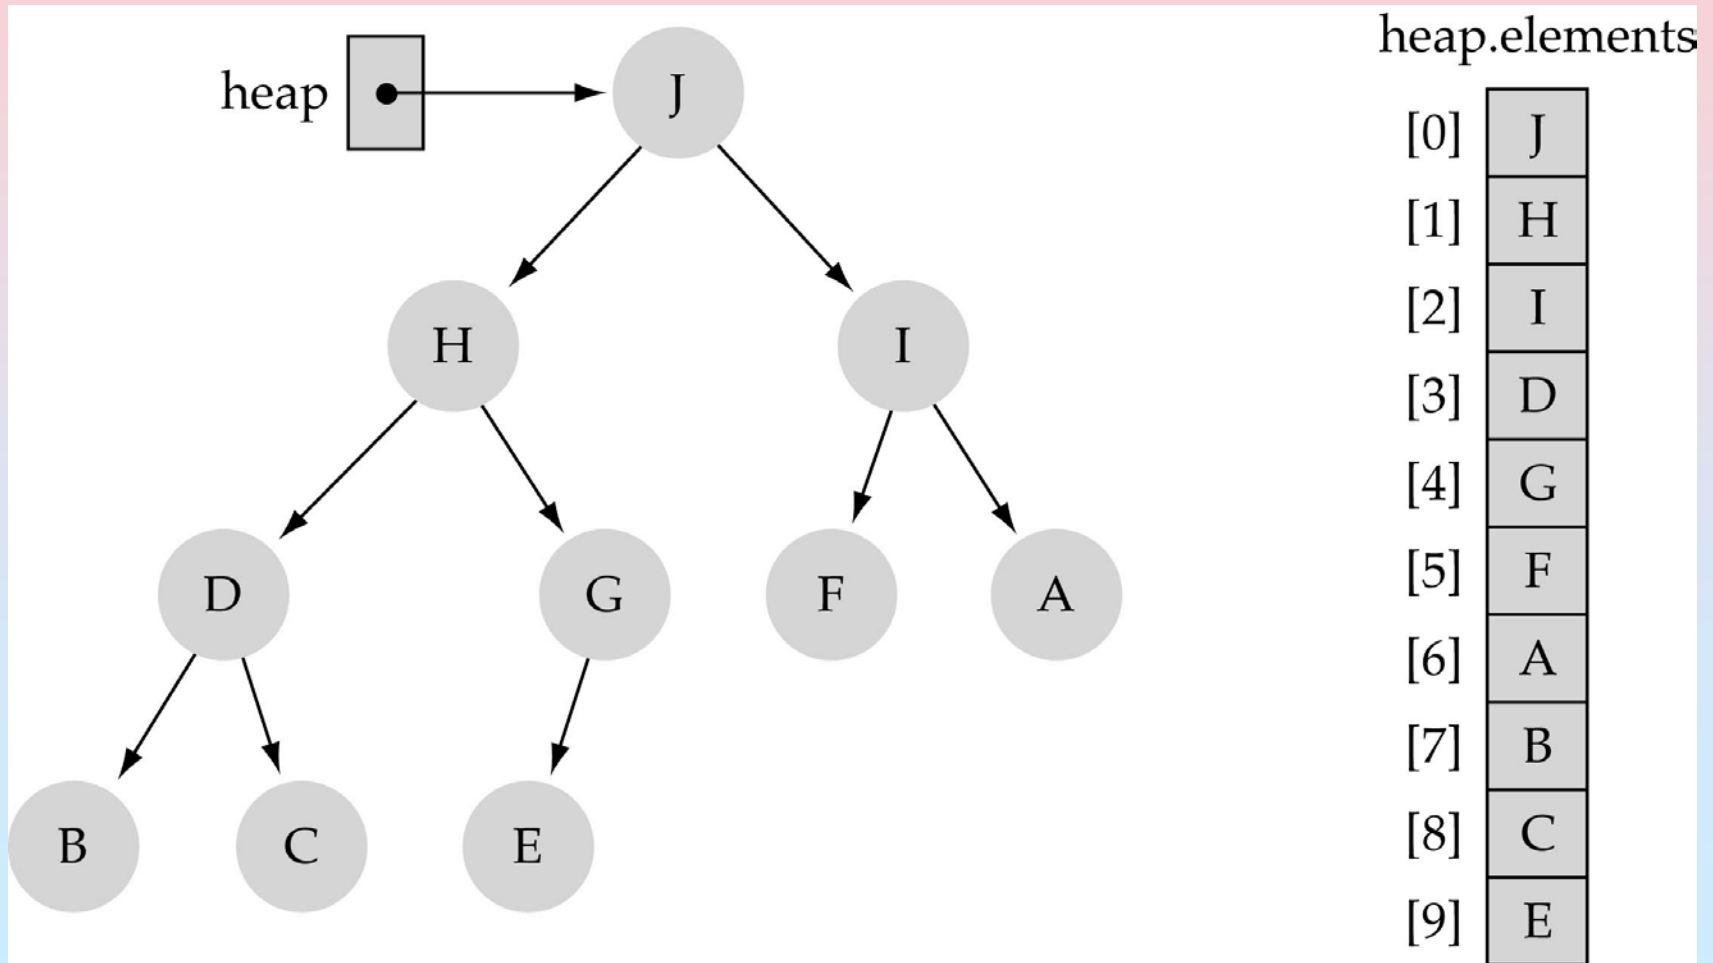 heap
J
H
I
D
G
F
A
B
C
E
heap.elements
[0] J
[1] H
[2] I
[3] D
[4] G
[5] F
[6] A
[7] B
[8] C
[9] E